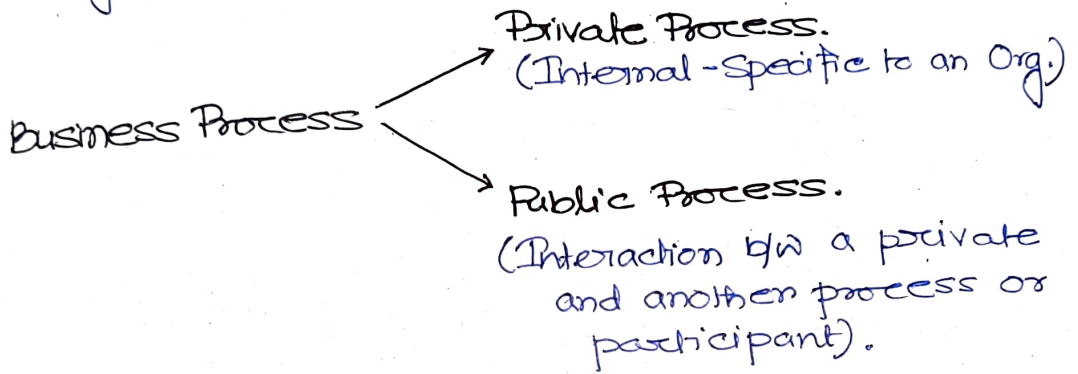 Private Process.
(Internal-Specific to an Org.)
Business Process
Public Process.
(Interaction b/w a private
and another process or
participant).